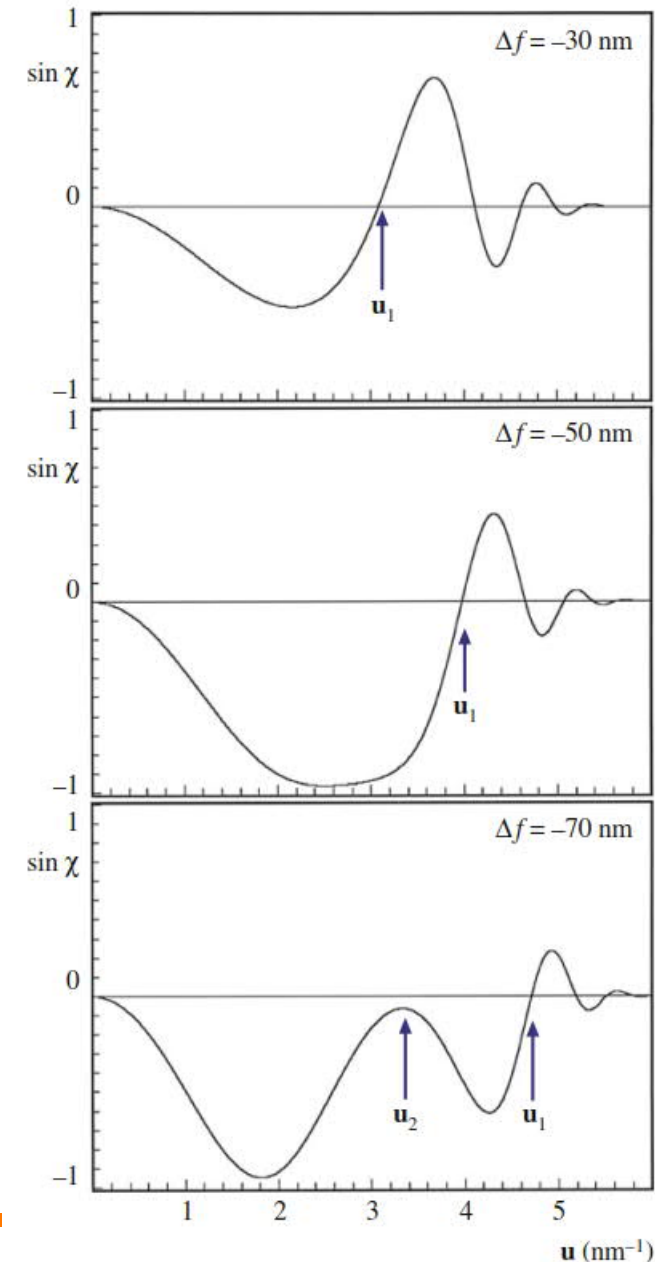 1
Δf = –30 nm
sin χ
0
u₁
–1
1
Δf = –50 nm
sin χ
0
u₁
–1
1
Δf = –70 nm
sin χ
0
u₂ u₁
–1
1 2 3 4 5
u (nm⁻¹)